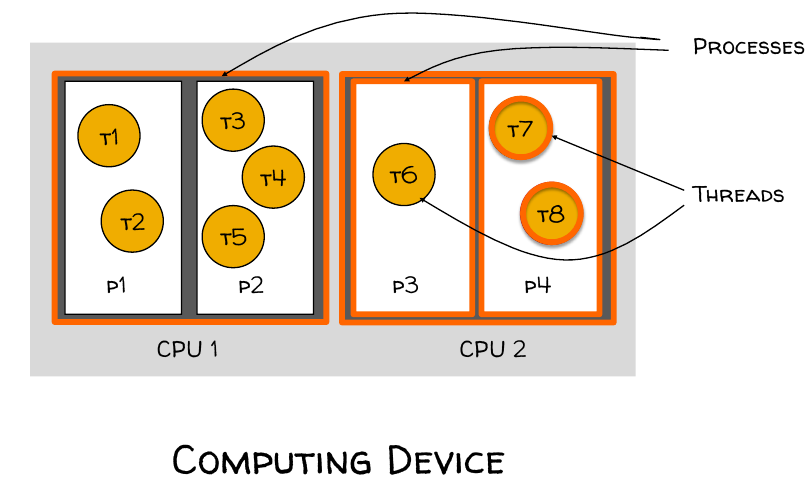 Processes
T1
T3
T7
T4
T6
Threads
T2
T8
T5
P1
P2
P3
P4
CPU 1
CPU 2
Computing Device